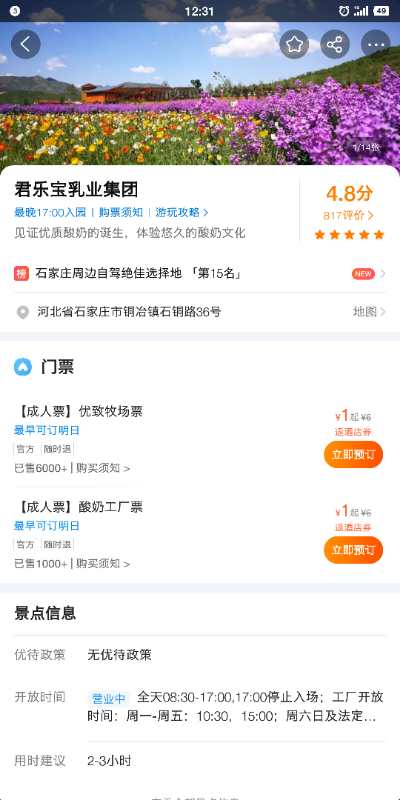 3
12:31
49
1/14张
君乐宝乳业集团
4.8分
最晚17:00入园 | 购票须知 | 游玩攻略 >
817评价 >
见证优质酸奶的诞生，体验悠久的酸奶文化
榜 石家庄周边自驾绝佳选择地 「第15名」 NEW >
河北省石家庄市铜冶镇石铜路36号 地图 >
门票
【成人票】优致牧场票
¥1起 ¥6
最早可订明日
返酒店券
官方 随时退
立即预订
已售6000+ | 购买须知 >
【成人票】酸奶工厂票
¥1起 ¥6
最早可订明日
返酒店券
官方 随时退
立即预订
已售1000+ | 购买须知 >
景点信息
优待政策 无优待政策
开放时间 营业中 全天08:30-17:00,17:00停止入场；工厂开放
时间：周一-周五：10:30，15:00；周六日及法定...
用时建议 2-3小时